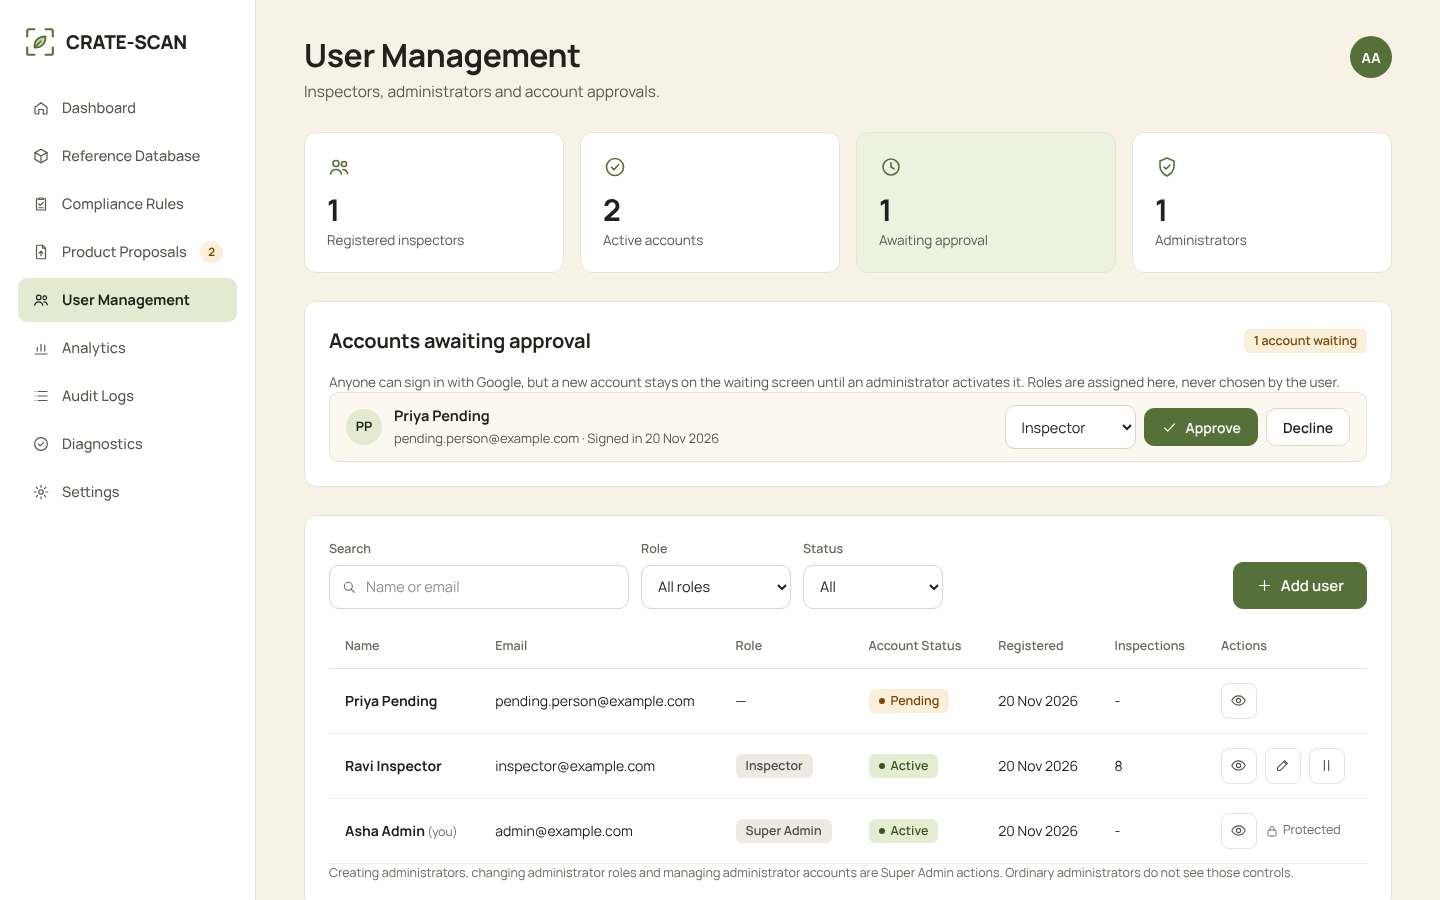 CRATE-SCAN
Dashboard
Reference Database
Compliance Rules
Product Proposals 2
User Management
Analytics
Audit Logs
Diagnostics
Settings
User Management
Inspectors, administrators and account approvals.
AA
1
Registered inspectors
2
Active accounts
1
Awaiting approval
1
Administrators
Accounts awaiting approval
1 account waiting
Anyone can sign in with Google, but a new account stays on the waiting screen until an administrator activates it. Roles are assigned here, never chosen by the user.
PP
Priya Pending
pending.person@example.com · Signed in 20 Nov 2026
Inspector
Approve
Decline
Search Role Status
Name or email All roles All
Add user
Name Email Role Account Status Registered Inspections Actions
Priya Pending pending.person@example.com — Pending 20 Nov 2026 -
Ravi Inspector inspector@example.com Inspector Active 20 Nov 2026 8
Asha Admin (you) admin@example.com Super Admin Active 20 Nov 2026 - Protected
Creating administrators, changing administrator roles and managing administrator accounts are Super Admin actions. Ordinary administrators do not see those controls.